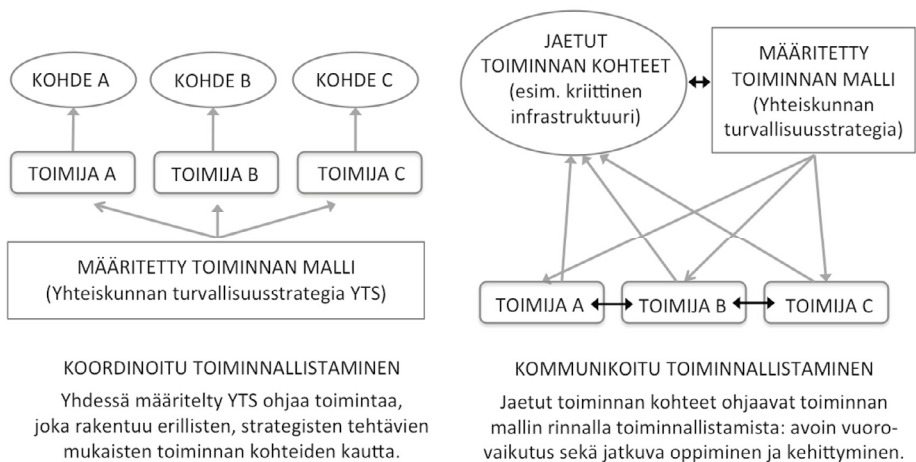 KOHDE A
KOHDE B
KOHDE C
TOIMIJA A
TOIMIJA B
TOIMIJA C
MÄÄRITETTY TOIMINNAN MALLI
(Yhteiskunnan turvallisuusstrategia YTS)
KOORDINOITU TOIMINNALLISTAMINEN
Yhdessä määritelty YTS ohjaa toimintaa,
joka rakentuu erillisten, strategisten tehtävien
mukaisten toiminnan kohteiden kautta.
JAETUT
TOIMINNAN KOHTEET
(esim. kriittinen
infrastruktuuri)
MÄÄRITETTY
TOIMINNAN MALLI
(Yhteiskunnan
turvallisuusstrategia)
TOIMIJA A
TOIMIJA B
TOIMIJA C
KOMMUNIKOITU TOIMINNALLISTAMINEN
Jaetut toiminnan kohteet ohjaavat toiminnan
mallin rinnalla toiminnallistamista: avoin vuoro-
vaikutus sekä jatkuva oppiminen ja kehittyminen.